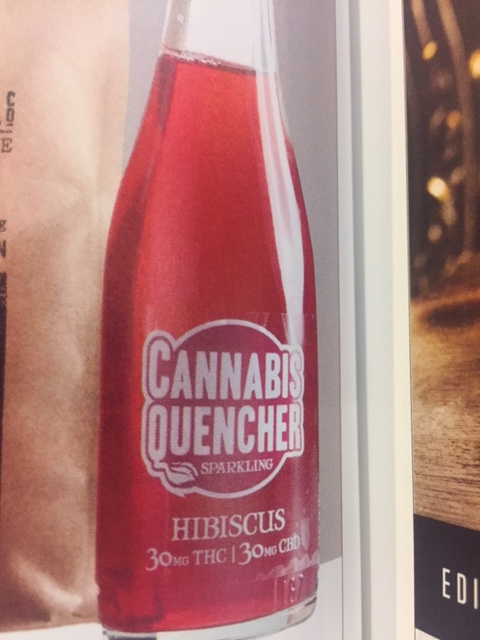 CANNABIS
QUENCHER
SPARKLING
HIBISCUS
30MG THC | 30MG CBD
EDI